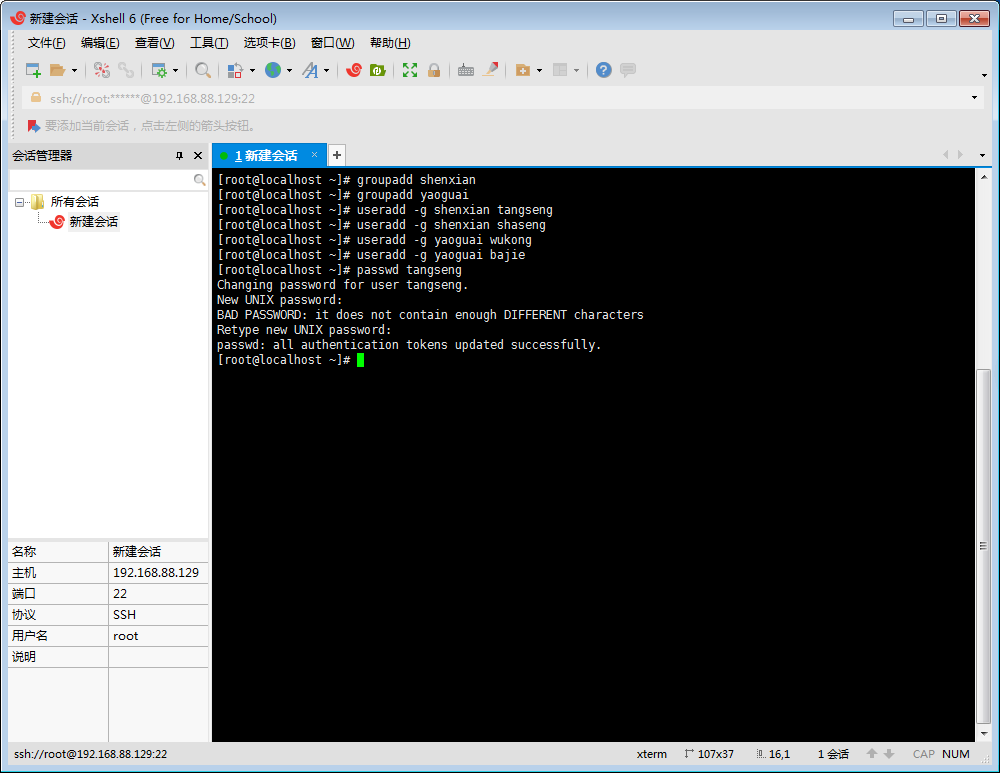 新建会话 - Xshell 6 (Free for Home/School)
文件(F) 编辑(E) 查看(V) 工具(T) 选项卡(B) 窗口(W) 帮助(H)
ssh://root:******@192.168.88.129:22
要添加当前会话，点击左侧的箭头按钮。
会话管理器
1 新建会话
所有会话
新建会话
[root@localhost ~]# groupadd shenxian
[root@localhost ~]# groupadd yaoguai
[root@localhost ~]# useradd -g shenxian tangseng
[root@localhost ~]# useradd -g shenxian shaseng
[root@localhost ~]# useradd -g yaoguai wukong
[root@localhost ~]# useradd -g yaoguai bajie
[root@localhost ~]# passwd tangseng
Changing password for user tangseng.
New UNIX password:
BAD PASSWORD: it does not contain enough DIFFERENT characters
Retype new UNIX password:
passwd: all authentication tokens updated successfully.
[root@localhost ~]#
名称 新建会话
主机 192.168.88.129
端口 22
协议 SSH
用户名 root
说明
ssh://root@192.168.88.129:22 xterm 107x37 16,1 1 会话 CAP NUM